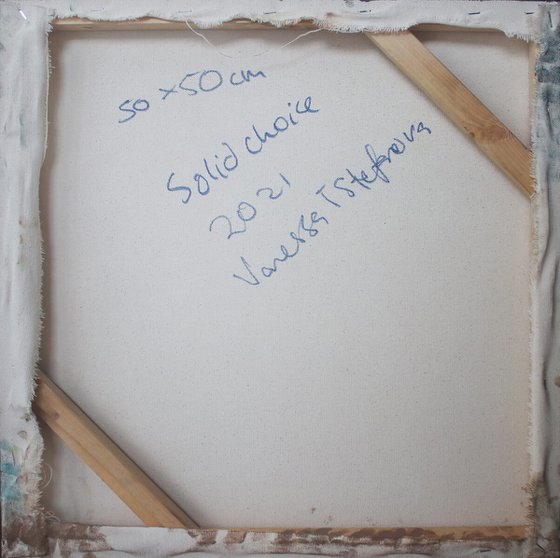 50 x 50 cm
Solid choice
2021
Vanessa T Stefanova